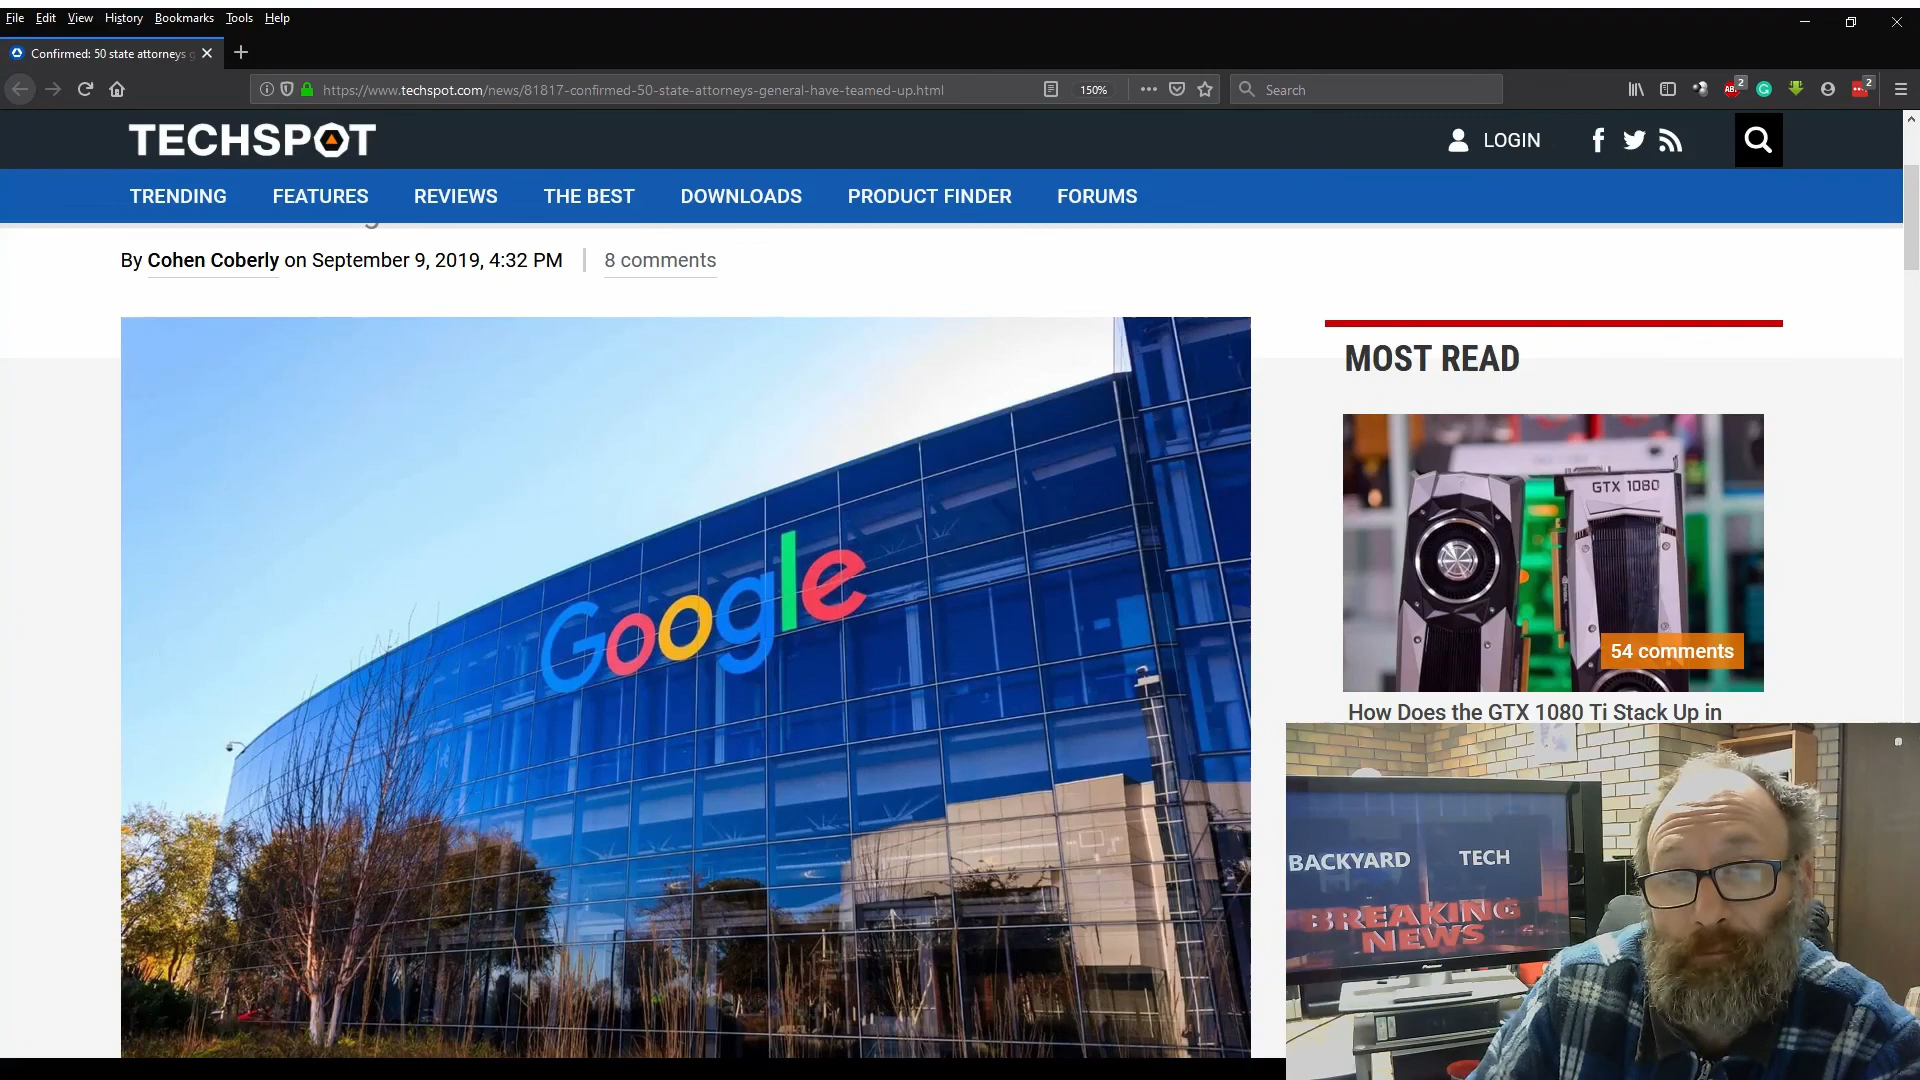 File Edit View History Bookmarks Tools Help
Confirmed: 50 state attorneys g
https://www.techspot.com/news/81817-confirmed-50-state-attorneys-general-have-teamed-up.html
150%
Search
2
2
TECHSPOT
LOGIN
TRENDING FEATURES REVIEWS THE BEST DOWNLOADS PRODUCT FINDER FORUMS
By Cohen Coberly on September 9, 2019, 4:32 PM
8 comments
Google
MOST READ
GTX 1080
54 comments
How Does the GTX 1080 Ti Stack Up in
BACKYARD TECH
BREAKING
NEWS
Pioneer